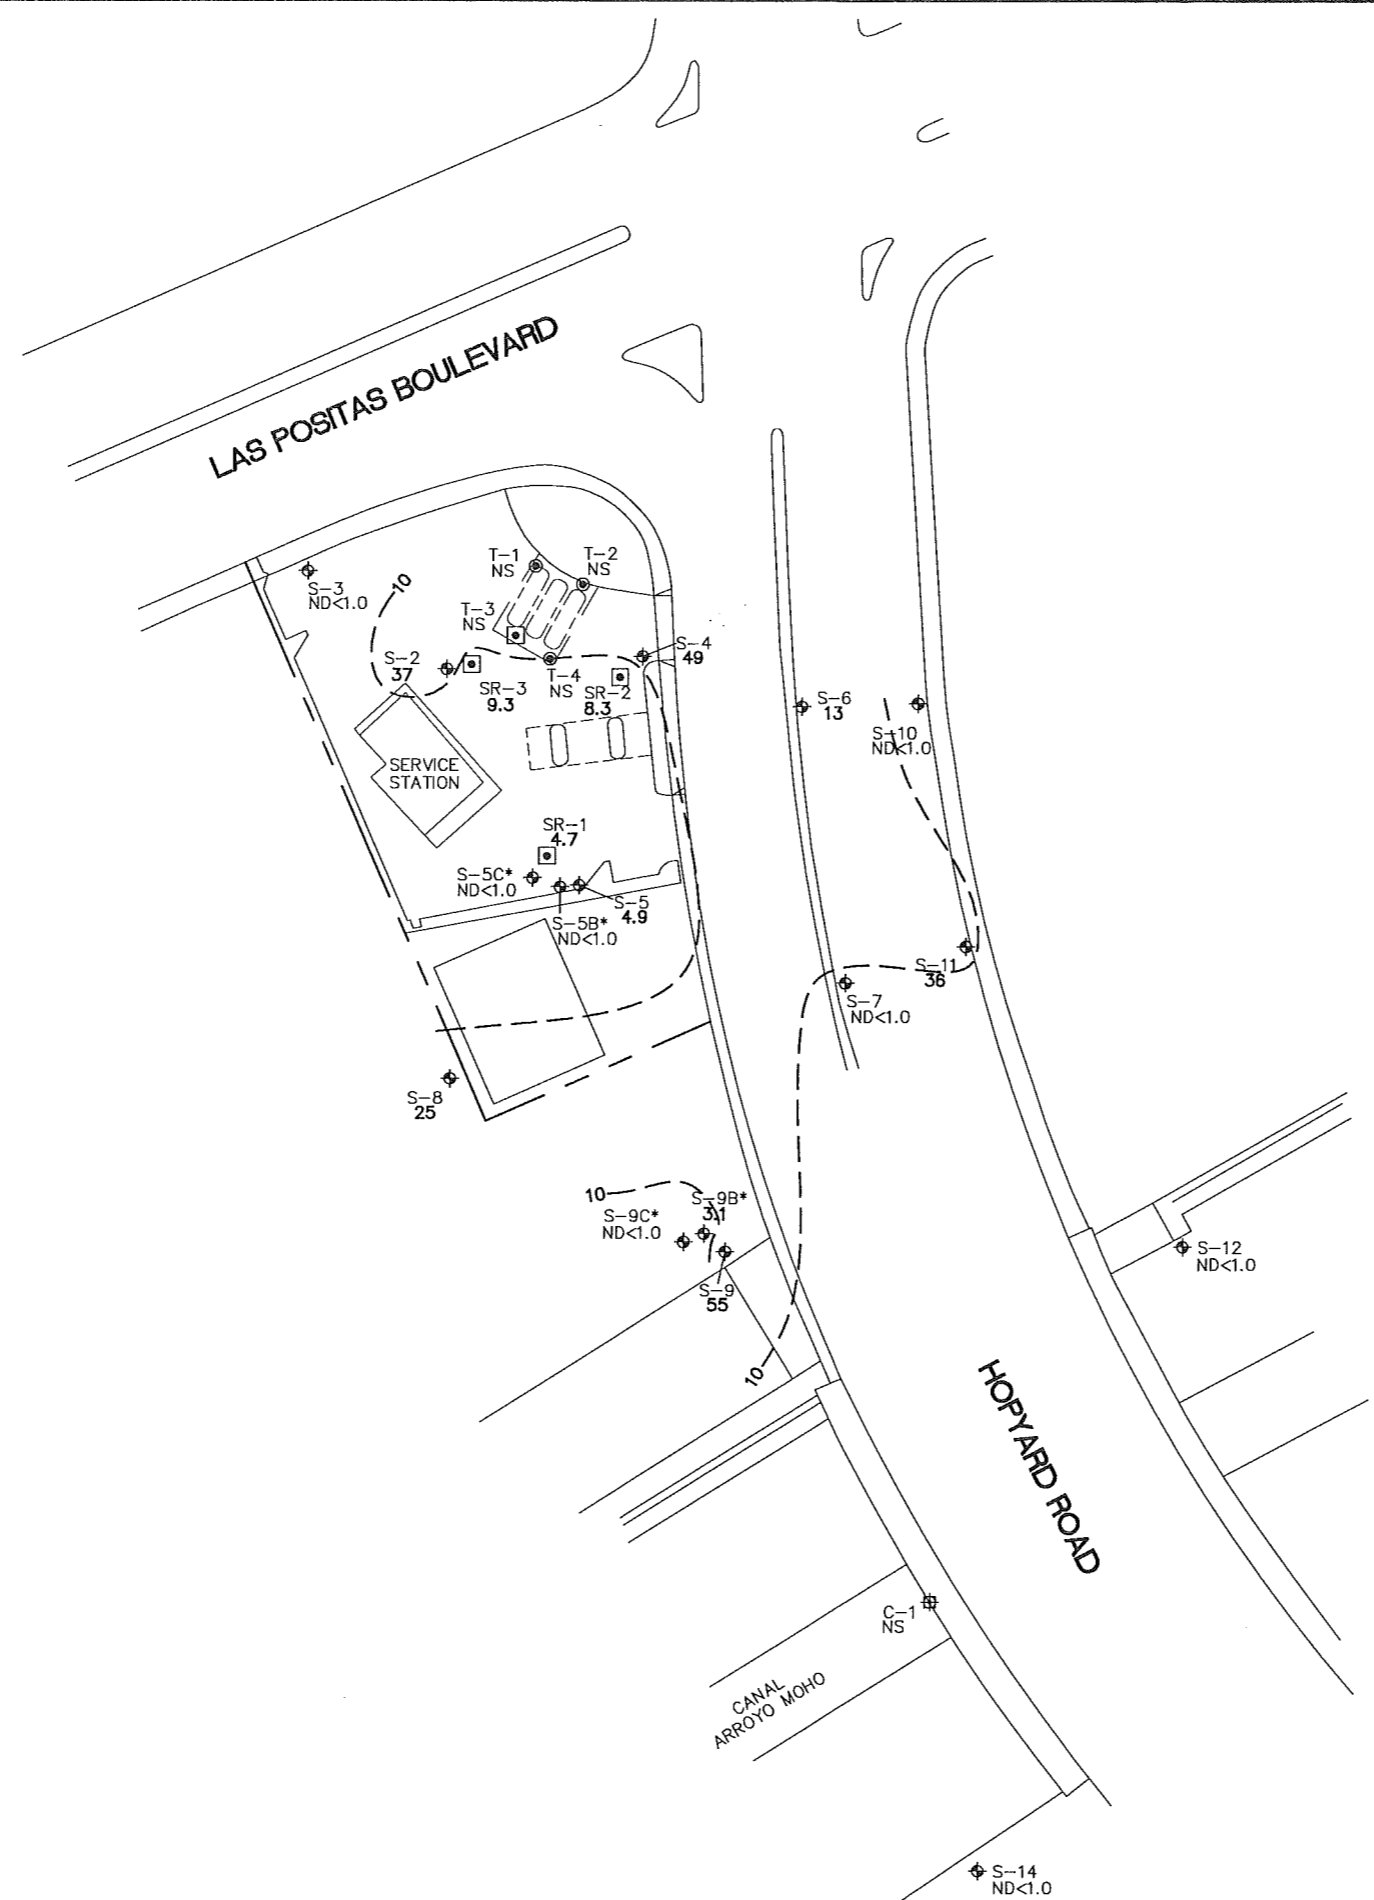 LAS POSITAS BOULEVARD
T-1
NS
T-2
NS
S-3
ND<1.0
10
T-3
NS
S-4
49
S-2
37
T-4
NS
SR-3
9.3
SR-2
8.3
S-6
13
S-10
ND<1.0
SERVICE
STATION
SR-1
4.7
S-5C*
ND<1.0
S-5
4.9
S-5B*
ND<1.0
S-11
36
S-7
ND<1.0
S-8
25
10
S-9B*
3.1
S-9C*
ND<1.0
S-12
ND<1.0
S-9
55
10
HOPYARD ROAD
C-1
NS
CANAL
ARROYO MOHO
S-14
ND<1.0